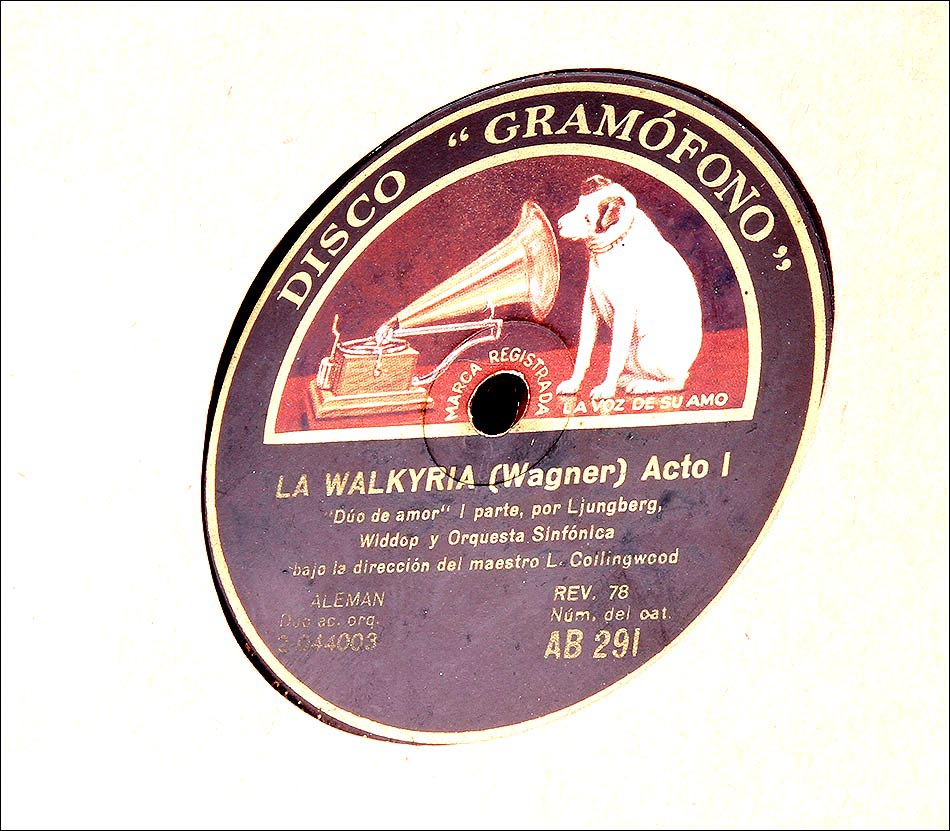 DISCO “GRAMÓFONO”
MARCA REGISTRADA
LA VOZ DE SU AMO
LA WALKYRIA (Wagner) Acto I
"Dúo de amor" I parte, por Ljungberg,
Widdop y Orquesta Sinfónica
bajo la dirección del maestro L. Collingwood
ALEMAN
Dúo ac. orq.
2-044003
REV. 78
Núm. del cat.
AB 291